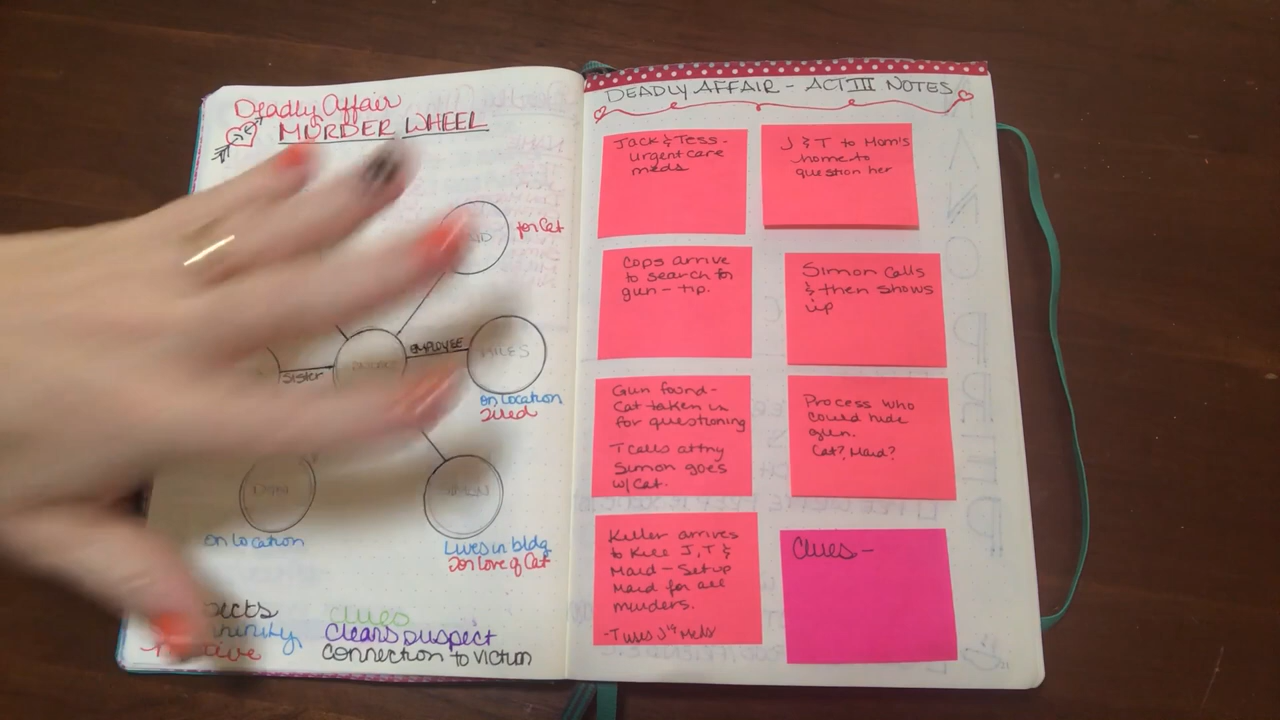 Deadly Affair
MURDER WHEEL
for Cat
Sister
EMPLOYEE
MILES
on location
Fired
on location
Lives in bldg
For love of Cat
clues
clears suspect
connection to victim
DEADLY AFFAIR - ACT III NOTES
Jack & Tess -
urgent care
meds
J & T to Mom's
home to
question her
Cops arrive
to search for
gun - tip.
Simon calls
& then shows
up
Gun found -
Cat taken in
for questioning
T calls attny
Simon goes
w/ Cat.
Process who
could hide
gun.
Cat? Maid?
Killer arrives
to kill J, T &
Maid - Set up
Maid for all
murders.
- T uses J's Meds
Clues -